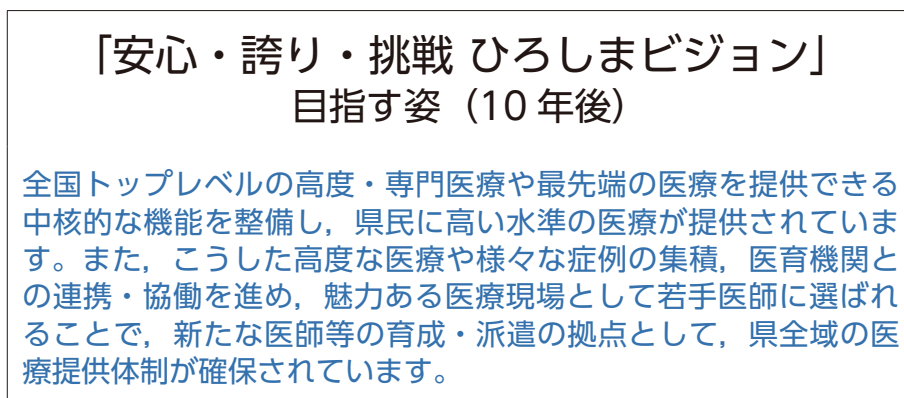 「安心・誇り・挑戦 ひろしまビジョン」
目指す姿（10 年後）
全国トップレベルの高度・専門医療や最先端の医療を提供できる
中核的な機能を整備し，県民に高い水準の医療が提供されていま
す。また，こうした高度な医療や様々な症例の集積，医育機関と
の連携・協働を進め，魅力ある医療現場として若手医師に選ばれ
ることで，新たな医師等の育成・派遣の拠点として，県全域の医
療提供体制が確保されています。